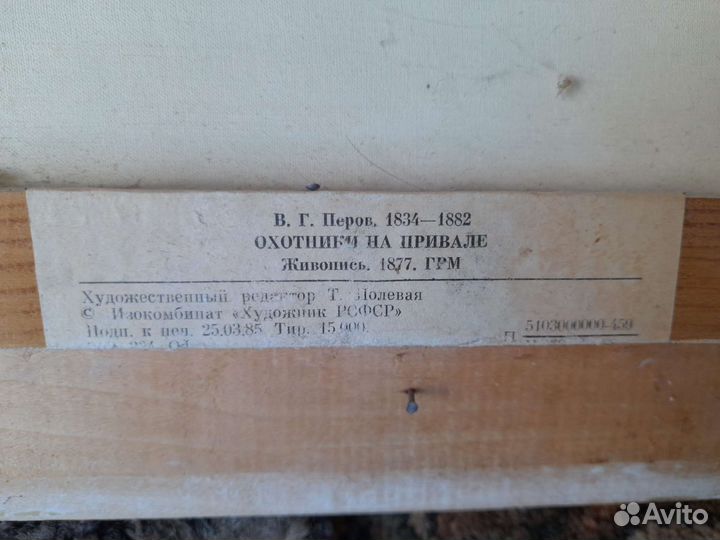 В. Г. Перов. 1834—1882
ОХОТНИКИ НА ПРИВАЛЕ
Живопись. 1877. ГРМ
Художественный редактор Т. Полевая
© Изокомбинат «Художник РСФСР»
Подп. к печ. 25.03.85. Тир. 15 000.
П 5103000000-459
Avito